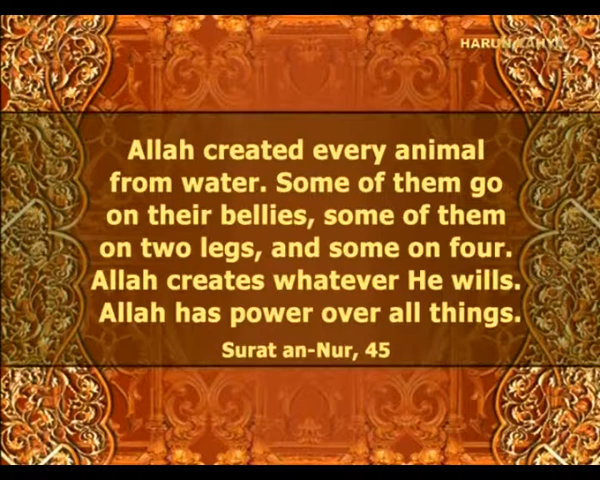 HARUN YAHYA
Allah created every animal
from water. Some of them go
on their bellies, some of them
on two legs, and some on four.
Allah creates whatever He wills.
Allah has power over all things.
Surat an-Nur, 45